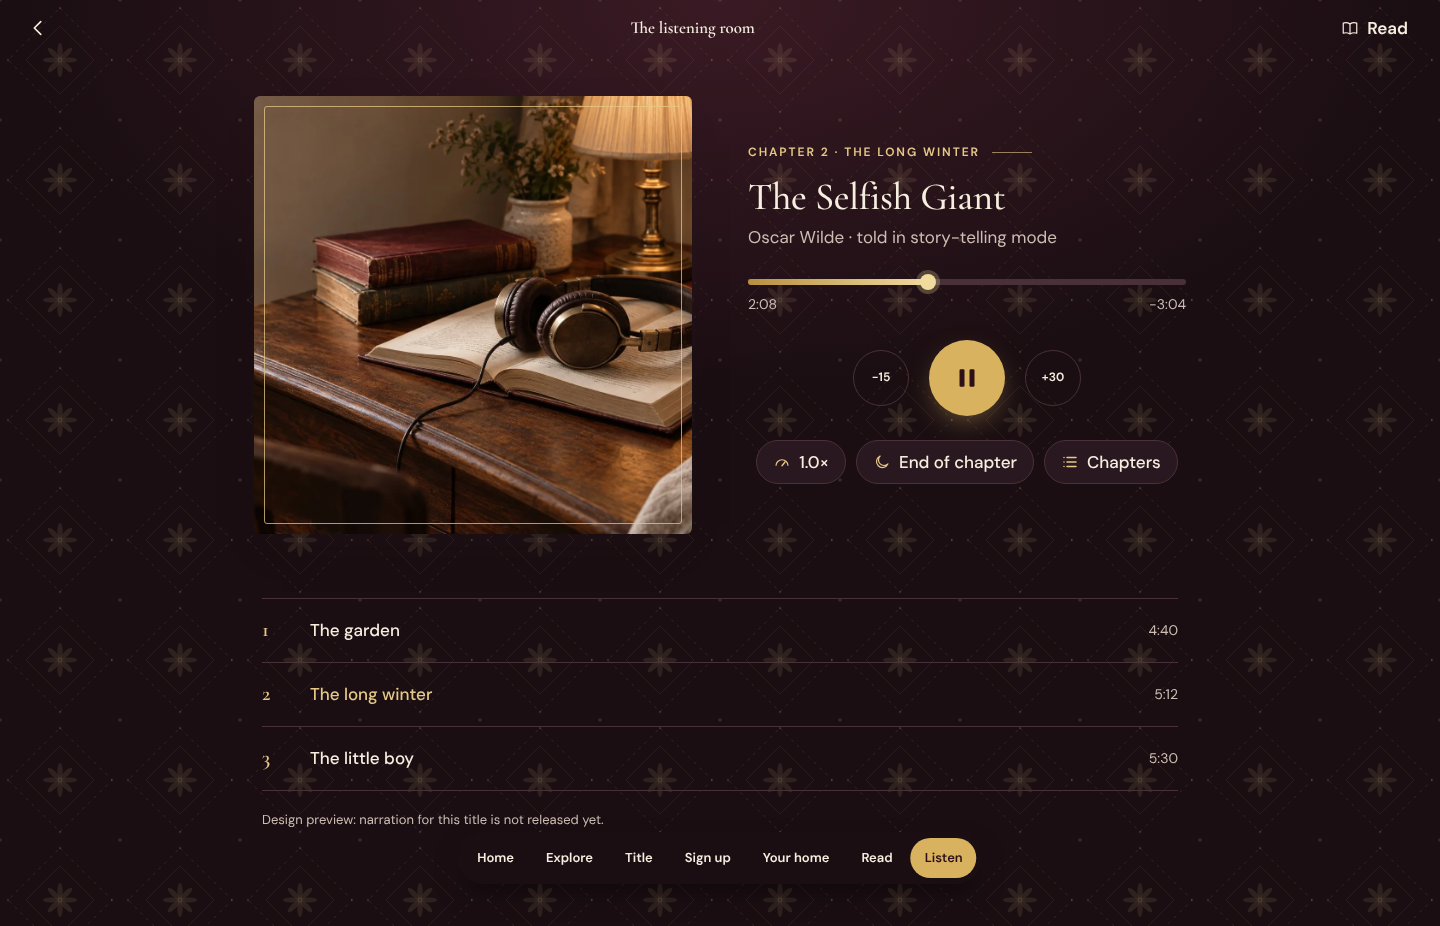 The listening room
Read
CHAPTER 2 · THE LONG WINTER
The Selfish Giant
Oscar Wilde · told in story-telling mode
2:08
-3:04
-15
+30
1.0×
End of chapter
Chapters
1 The garden 4:40
2 The long winter 5:12
3 The little boy 5:30
Design preview: narration for this title is not released yet.
Home Explore Title Sign up Your home Read Listen